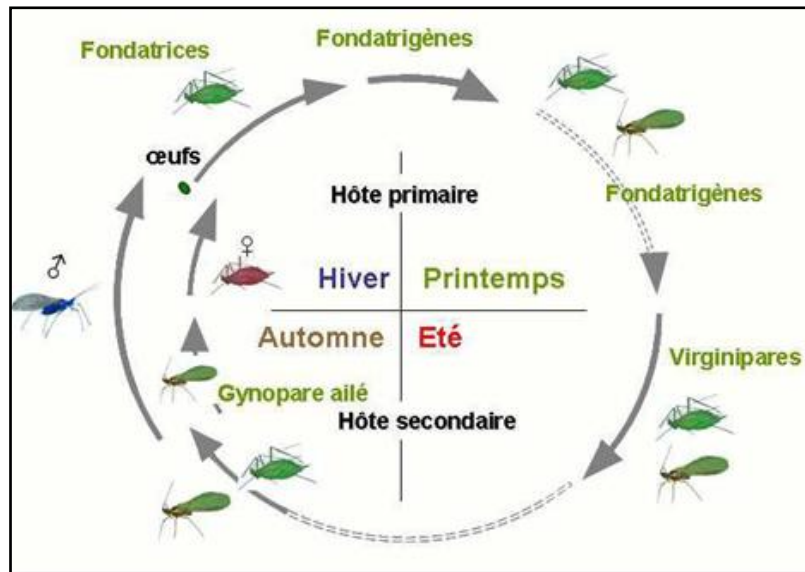 Fondatrigènes
Fondatrices
œufs
Hôte primaire
Fondatrigènes
♂
♀
Hiver
Printemps
Automne
Eté
Virginipares
Gynopare ailé
Hôte secondaire